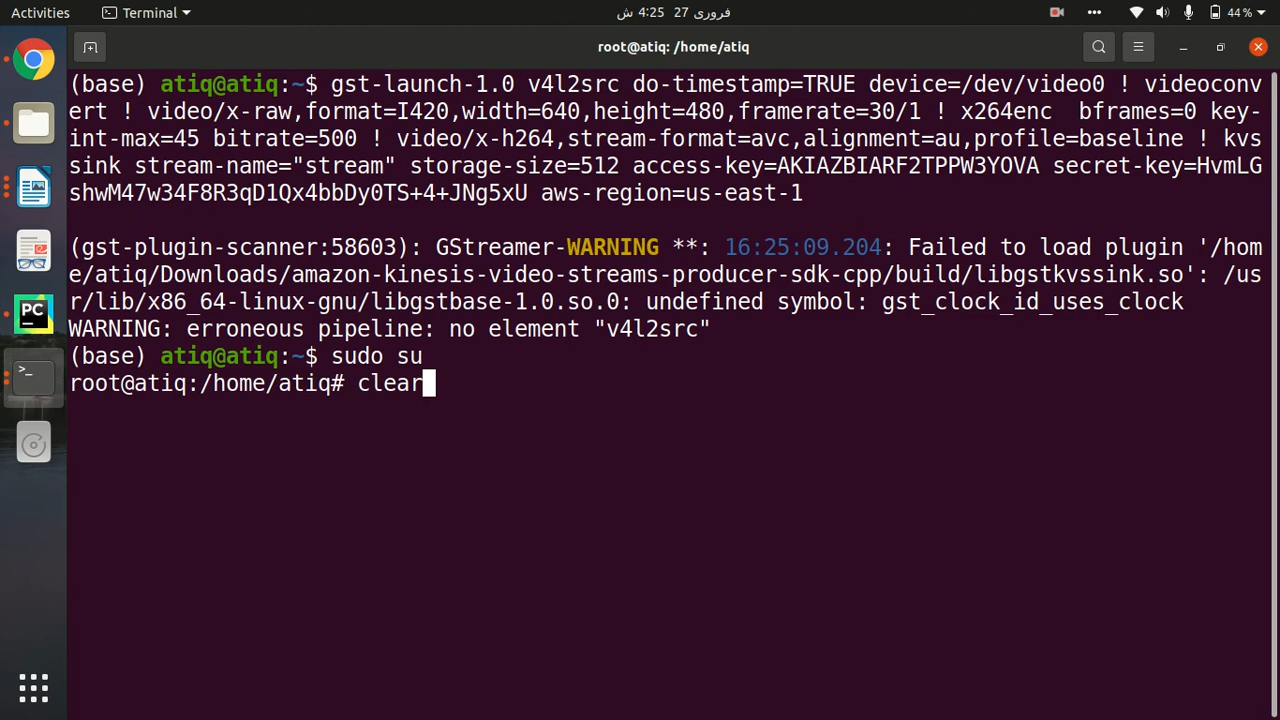 Activities Terminal 27 فروری 4:25 ش 44 %
root@atiq: /home/atiq
(base) atiq@atiq:~$ gst-launch-1.0 v4l2src do-timestamp=TRUE device=/dev/video0 ! videoconv
ert ! video/x-raw,format=I420,width=640,height=480,framerate=30/1 ! x264enc  bframes=0 key-
int-max=45 bitrate=500 ! video/x-h264,stream-format=avc,alignment=au,profile=baseline ! kvs
sink stream-name="stream" storage-size=512 access-key=AKIAZBIARF2TPPW3YOVA secret-key=HvmLG
shwM47w34F8R3qD1Qx4bbDy0TS+4+JNg5xU aws-region=us-east-1
(gst-plugin-scanner:58603): GStreamer-WARNING **: 16:25:09.204: Failed to load plugin '/hom
e/atiq/Downloads/amazon-kinesis-video-streams-producer-sdk-cpp/build/libgstkvssink.so': /us
r/lib/x86_64-linux-gnu/libgstbase-1.0.so.0: undefined symbol: gst_clock_id_uses_clock
WARNING: erroneous pipeline: no element "v4l2src"
(base) atiq@atiq:~$ sudo su
root@atiq:/home/atiq# clear
PC
>_